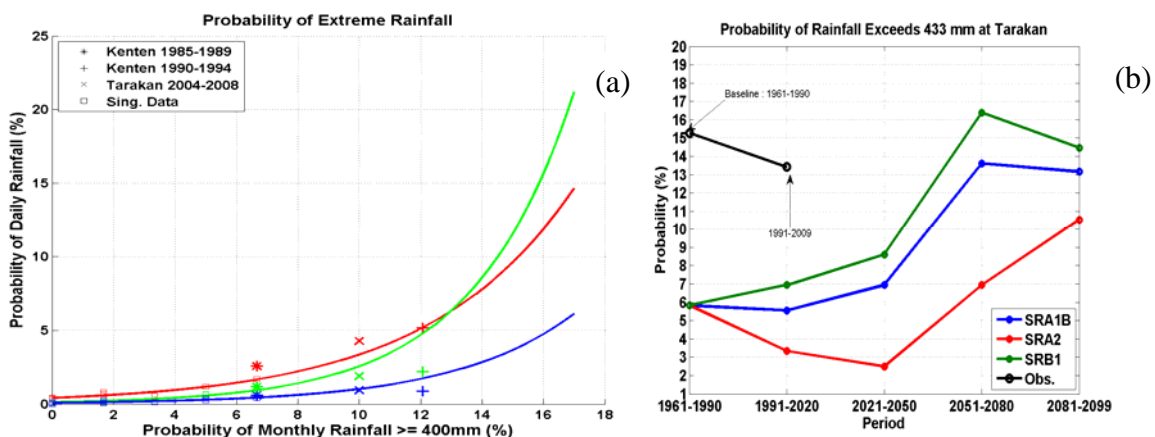 Probability of Extreme Rainfall
25
20
15
10
5
0
Probability of Daily Rainfall (%)
Kenten 1985-1989
Kenten 1990-1994
Tarakan 2004-2008
Sing. Data
(a)
0 2 4 6 8 10 12 14 16 18
Probability of Monthly Rainfall >= 400mm (%)
Probability of Rainfall Exceeds 433 mm at Tarakan
20
19
18
17
16
15
14
13
12
11
10
9
8
7
6
5
4
3
2
1
Probability (%)
Baseline : 1961-1990
1991-2009
(b)
SRA1B
SRA2
SRB1
Obs.
1961-1990 1991-2020 2021-2050 2051-2080 2081-2099
Period